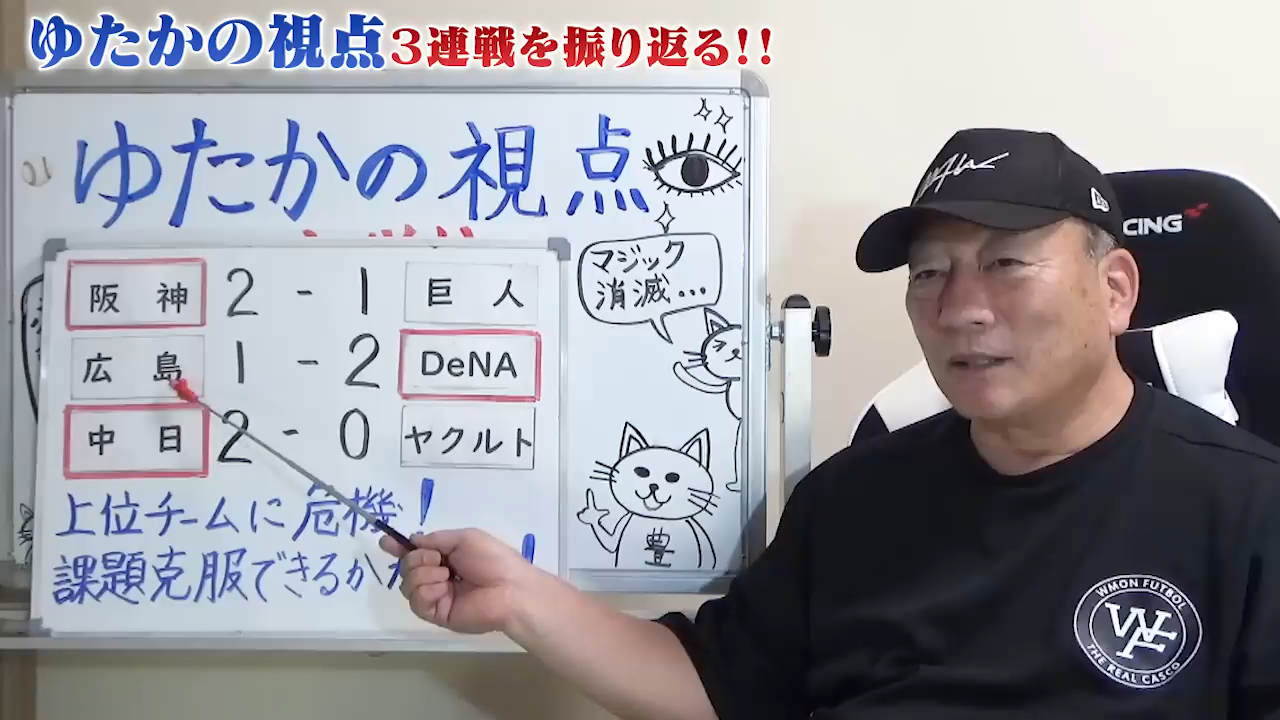 ゆたかの視点3連戦を振り返る!!
ゆたかの視点
マジック
消滅...
阪神 2 - 1 巨人
広島 1 - 2 DeNA
中日 2 - 0 ヤクルト
上位チームに危機!
課題克服できるか
豊
CING
WMON FUTBOL
WF
THE REAL CASCO